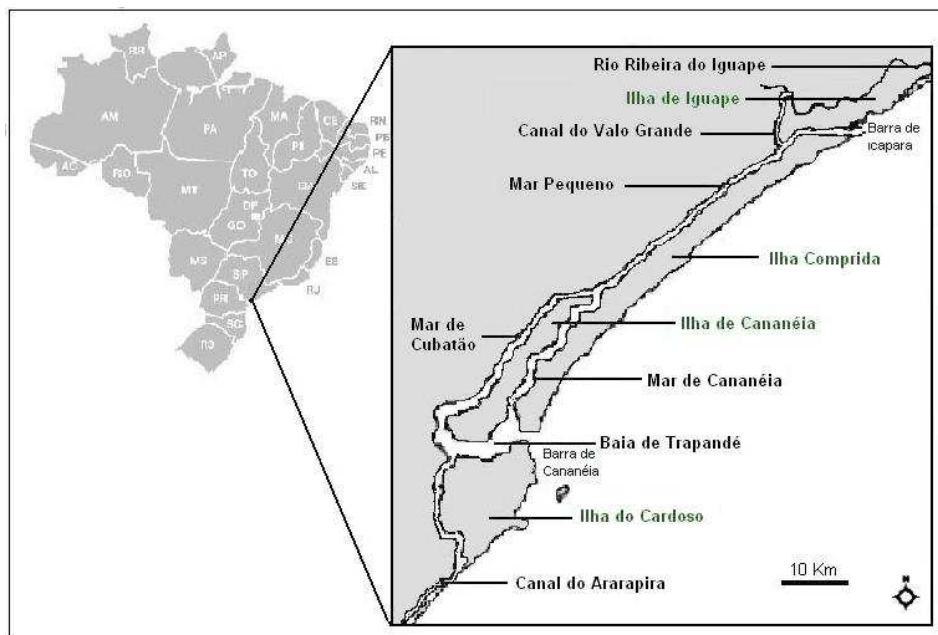 RR
AP
AM
PA
MA
CE
RN
PB
PE
AL
SE
PI
AC
RO
TO
MT
DF
GO
MS
ES
SP
RJ
PR
SC
Rio Ribeira do Iguape
Ilha de Iguape
Canal do Valo Grande
Barra de
icapara
Mar Pequeno
Ilha Comprida
Mar de
Cubatão
Ilha de Cananéia
Mar de Cananéia
Baia de Trapandé
Barra de
Cananéia
Ilha do Cardoso
10 Km
N
Canal do Ararapira